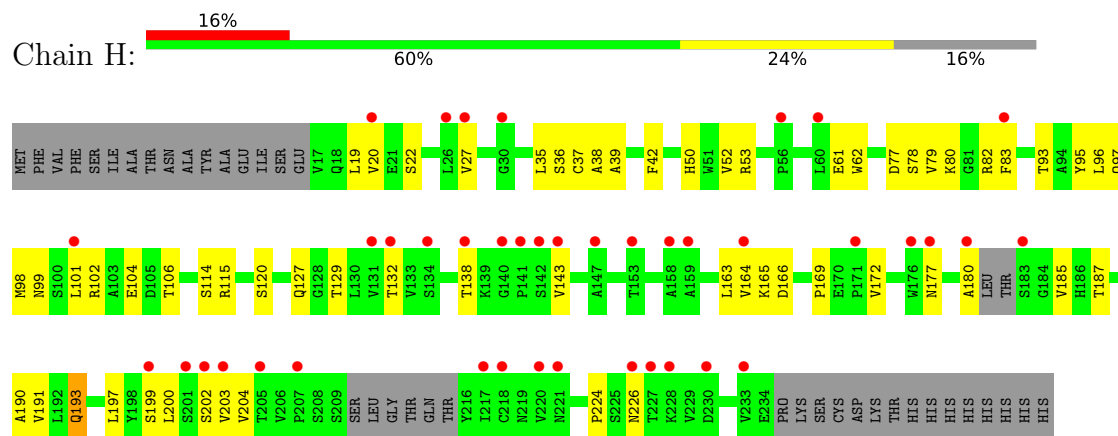 16%
Chain H:
60% 24% 16%
MET PHE VAL PHE SER ILE ALA THR ASN ALA TYR ALA GLU ILE SER GLU V17 Q18 L19 V20 E21 S22 L26 V27 G30 L35 S36 C37 A38 A39 F42 H50 W51 V52 R53 P56 L60 E61 W62 D77 S78 V79 K80 G81 R82 F83 T93 A94 Y95 L96 Q97
M98 N99 S100 L101 R102 A103 E104 D105 T106 S114 R115 S120 Q127 G128 T129 L130 V131 T132 V133 S134 T138 K139 G140 P141 S142 V143 A147 T153 A158 A159 L163 V164 K165 D166 P169 E170 P171 V172 W176 N177 A180 LEU THR S183 G184 V185 H186 T187
A190 V191 L192 Q193 L197 Y198 S199 L200 S201 S202 V203 V204 T205 V206 P207 S208 S209 SER LEU GLY THR GLN THR Y216 I217 C218 N219 V220 N221 P224 S225 N226 T227 K228 V229 D230 V233 E234 PRO LYS SER CYS ASP LYS THR HIS HIS HIS HIS HIS HIS HIS HIS